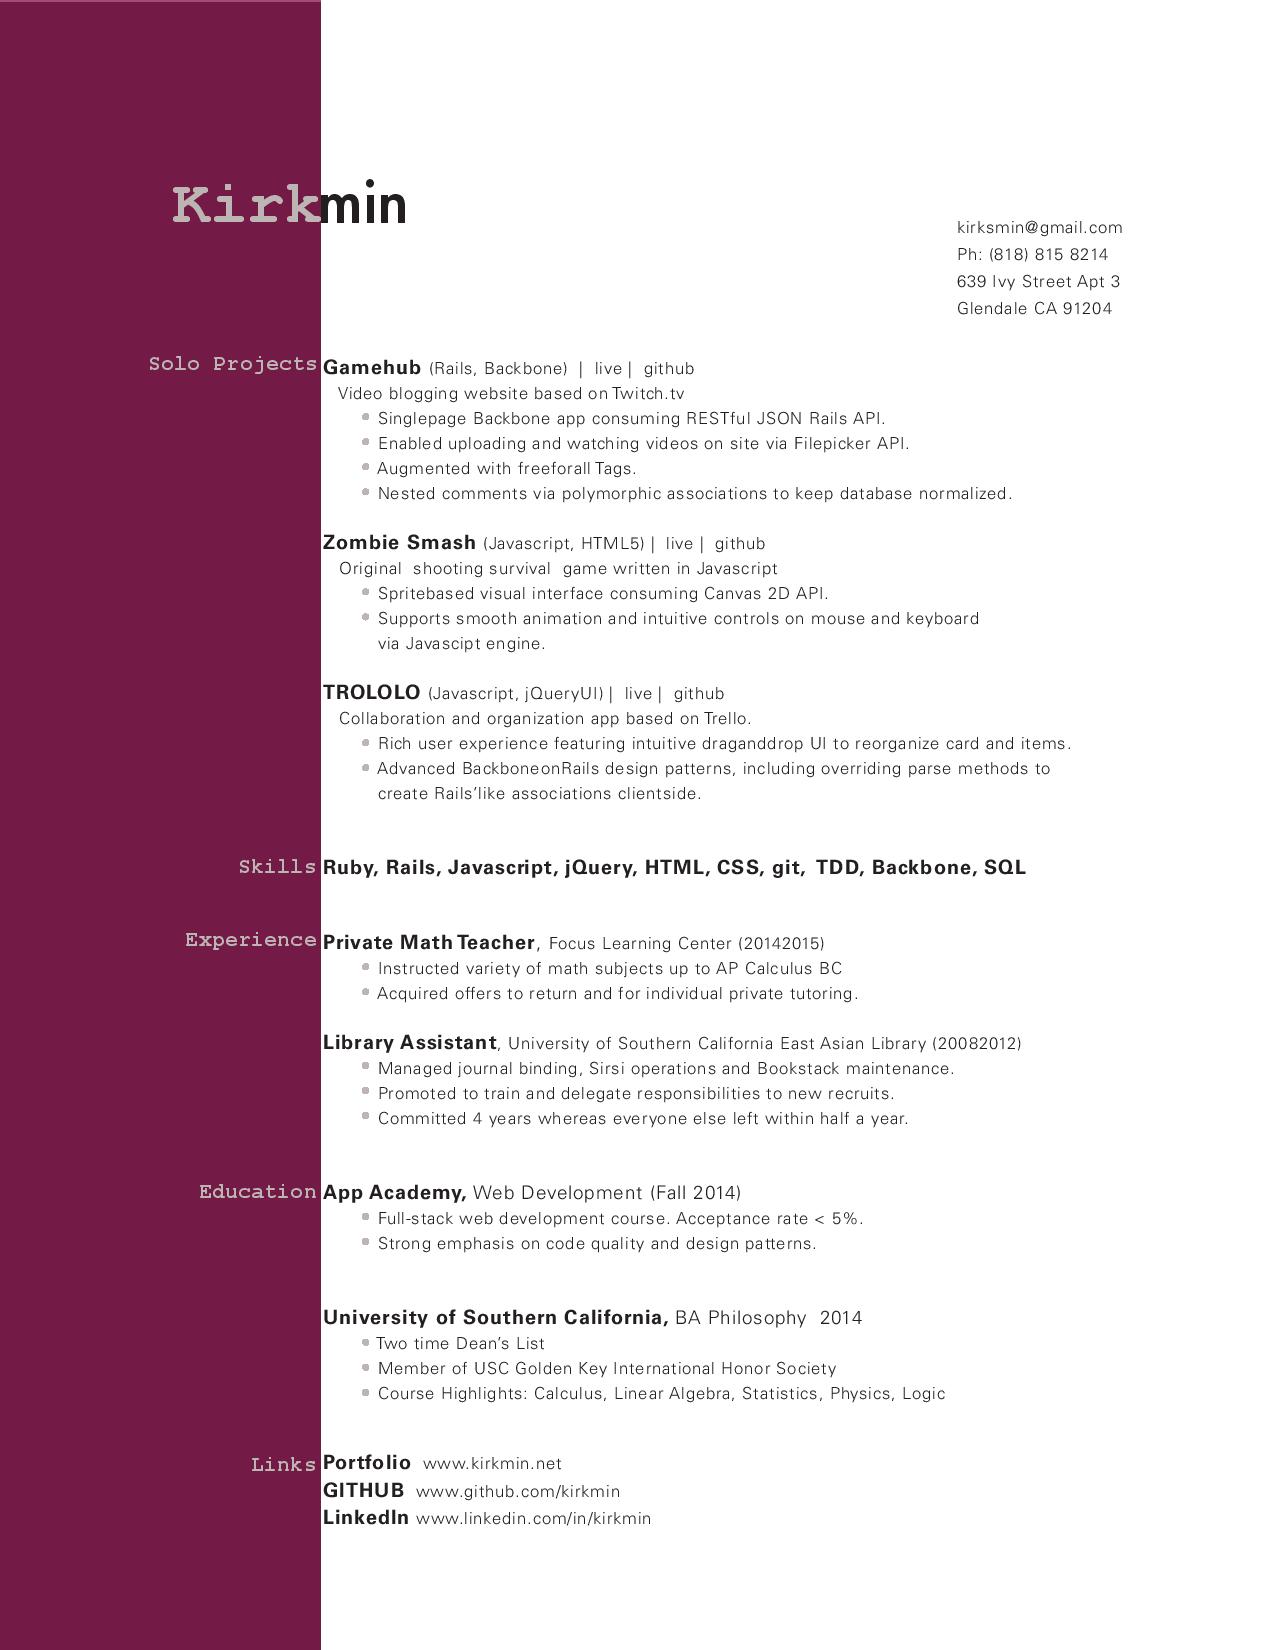 Kirkmin
kirksmin@gmail.com
Ph: (818) 815 8214
639 Ivy Street Apt 3
Glendale CA 91204
Solo Projects Gamehub (Rails, Backbone) | live | github
Video blogging website based on Twitch.tv
Singlepage Backbone app consuming RESTful JSON Rails API.
Enabled uploading and watching videos on site via Filepicker API.
Augmented with freeforall Tags.
Nested comments via polymorphic associations to keep database normalized.
Zombie Smash (Javascript, HTML5) | live | github
Original shooting survival game written in Javascript
Spritebased visual interface consuming Canvas 2D API.
Supports smooth animation and intuitive controls on mouse and keyboard
via Javascipt engine.
TROLOLO (Javascript, jQueryUI) | live | github
Collaboration and organization app based on Trello.
Rich user experience featuring intuitive draganddrop UI to reorganize card and items.
Advanced BackboneonRails design patterns, including overriding parse methods to
create Rails’like associations clientside.
Skills Ruby, Rails, Javascript, jQuery, HTML, CSS, git, TDD, Backbone, SQL
Experience Private Math Teacher, Focus Learning Center (20142015)
Instructed variety of math subjects up to AP Calculus BC
Acquired offers to return and for individual private tutoring.
Library Assistant, University of Southern California East Asian Library (20082012)
Managed journal binding, Sirsi operations and Bookstack maintenance.
Promoted to train and delegate responsibilities to new recruits.
Committed 4 years whereas everyone else left within half a year.
Education App Academy, Web Development (Fall 2014)
Full-stack web development course. Acceptance rate < 5%.
Strong emphasis on code quality and design patterns.
University of Southern California, BA Philosophy 2014
Two time Dean’s List
Member of USC Golden Key International Honor Society
Course Highlights: Calculus, Linear Algebra, Statistics, Physics, Logic
Links Portfolio www.kirkmin.net
GITHUB www.github.com/kirkmin
LinkedIn www.linkedin.com/in/kirkmin